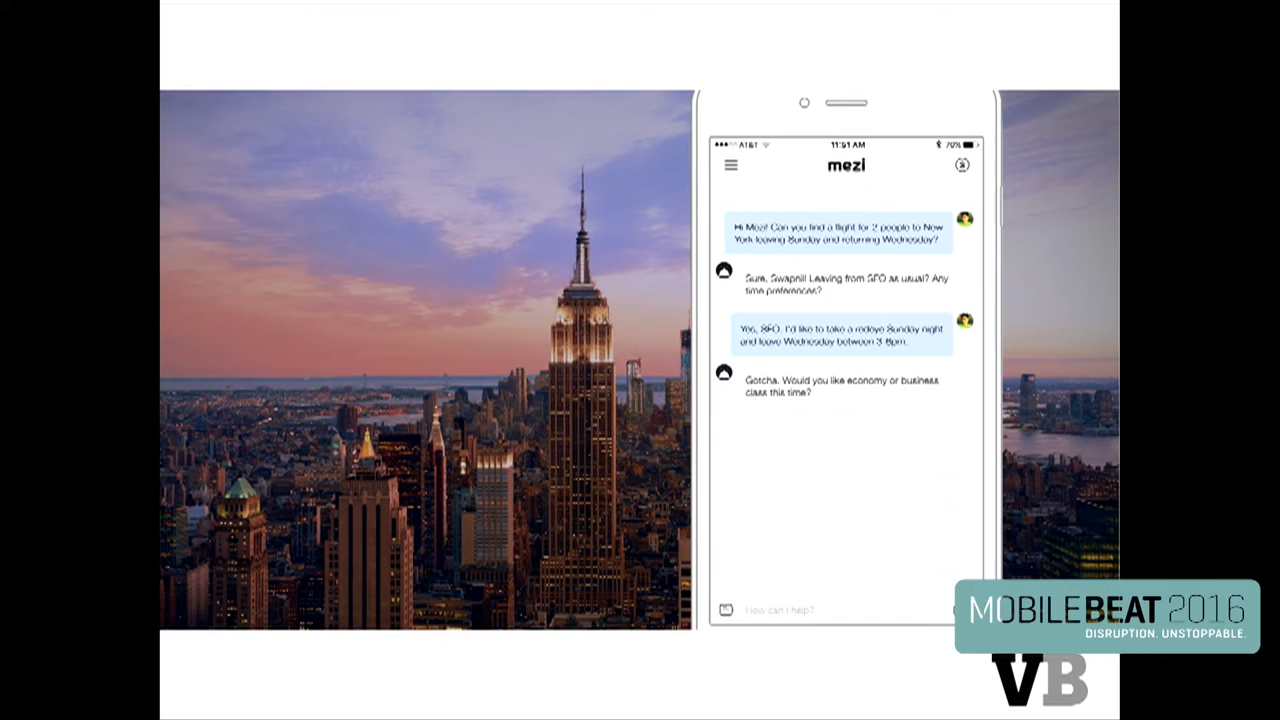 AT&T 11:51 AM 70%
mezi
Hi Mezi! Can you find a flight for 2 people to New
York leaving Sunday and returning Wednesday?
Sure, Swapnil! Leaving from SFO as usual? Any
time preferences?
Yes, SFO. I'd like to take a redeye Sunday night
and leave Wednesday between 3-6pm.
Gotcha. Would you like economy or business
class this time?
How can I help?
MOBILEBEAT 2016
DISRUPTION. UNSTOPPABLE.
VB